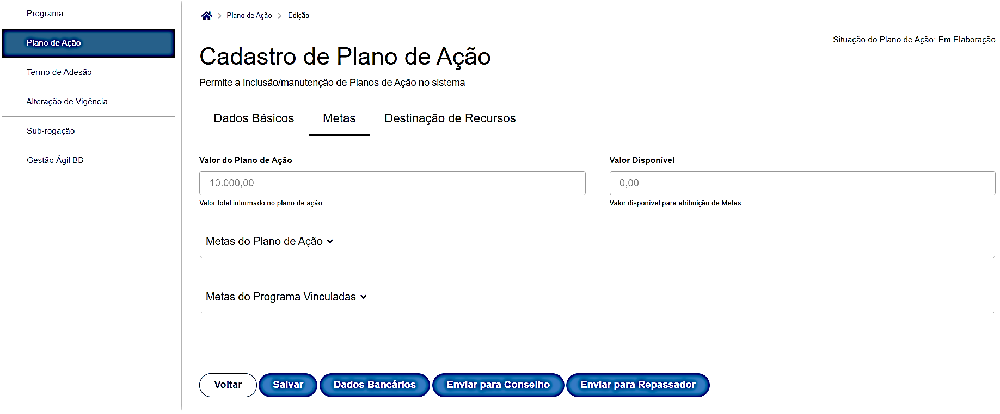 Programa
Plano de Ação
Termo de Adesão
Alteração de Vigência
Sub-rogação
Gestão Ágil BB
Plano de Ação Edição
Situação do Plano de Ação: Em Elaboração
Cadastro de Plano de Ação
Permite a inclusão/manutenção de Planos de Ação no sistema
Dados Básicos Metas Destinação de Recursos
Valor do Plano de Ação Valor Disponível
10.000,00 0,00
Valor total informado no plano de ação Valor disponível para atribuição de Metas
Metas do Plano de Ação
Metas do Programa Vinculadas
Voltar Salvar Dados Bancários Enviar para Conselho Enviar para Repassador